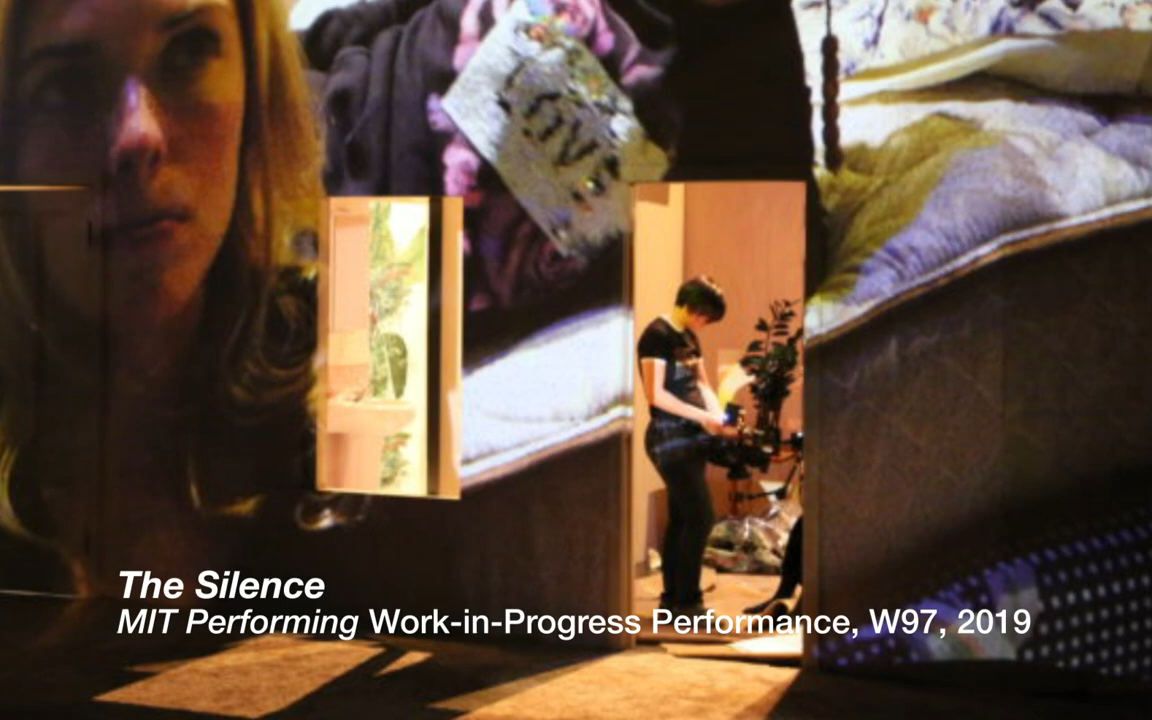 The Silence
MIT Performing Work-in-Progress Performance, W97, 2019